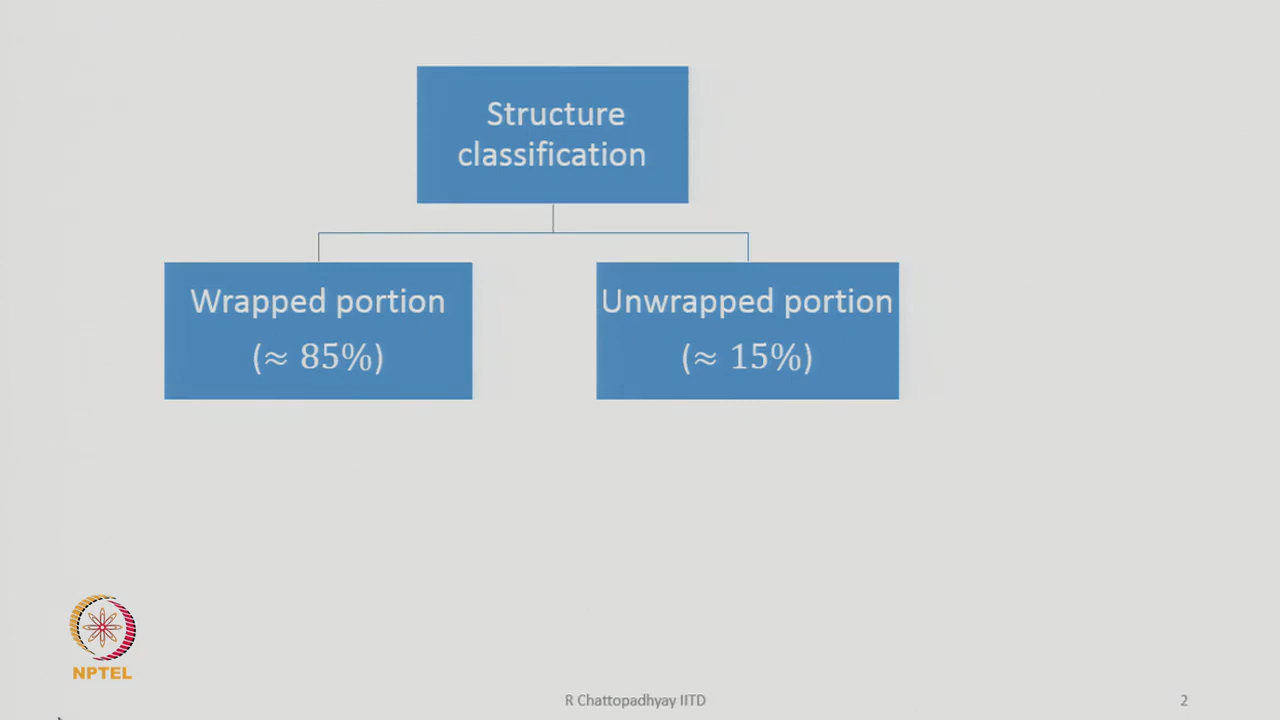 Structure
classification
Wrapped portion
(≈ 85%)
Unwrapped portion
(≈ 15%)
NPTEL
R Chattopadhyay IITD
2